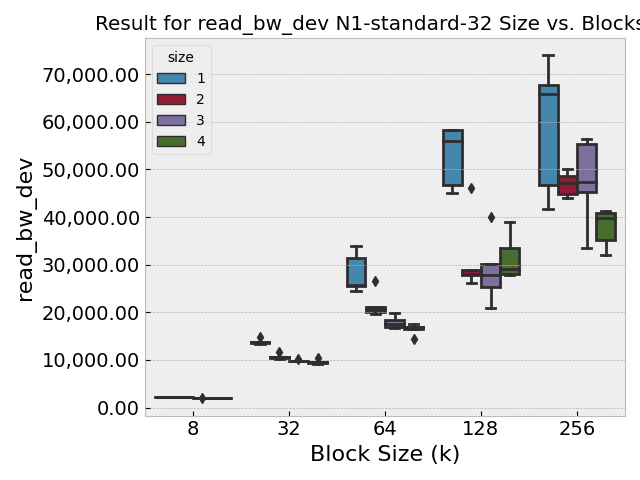 Result for read_bw_dev N1-standard-32 Size vs. Blocks
size
1
2
3
4
70,000.00
60,000.00
50,000.00
40,000.00
30,000.00
20,000.00
10,000.00
0.00
read_bw_dev
8 32 64 128 256
Block Size (k)